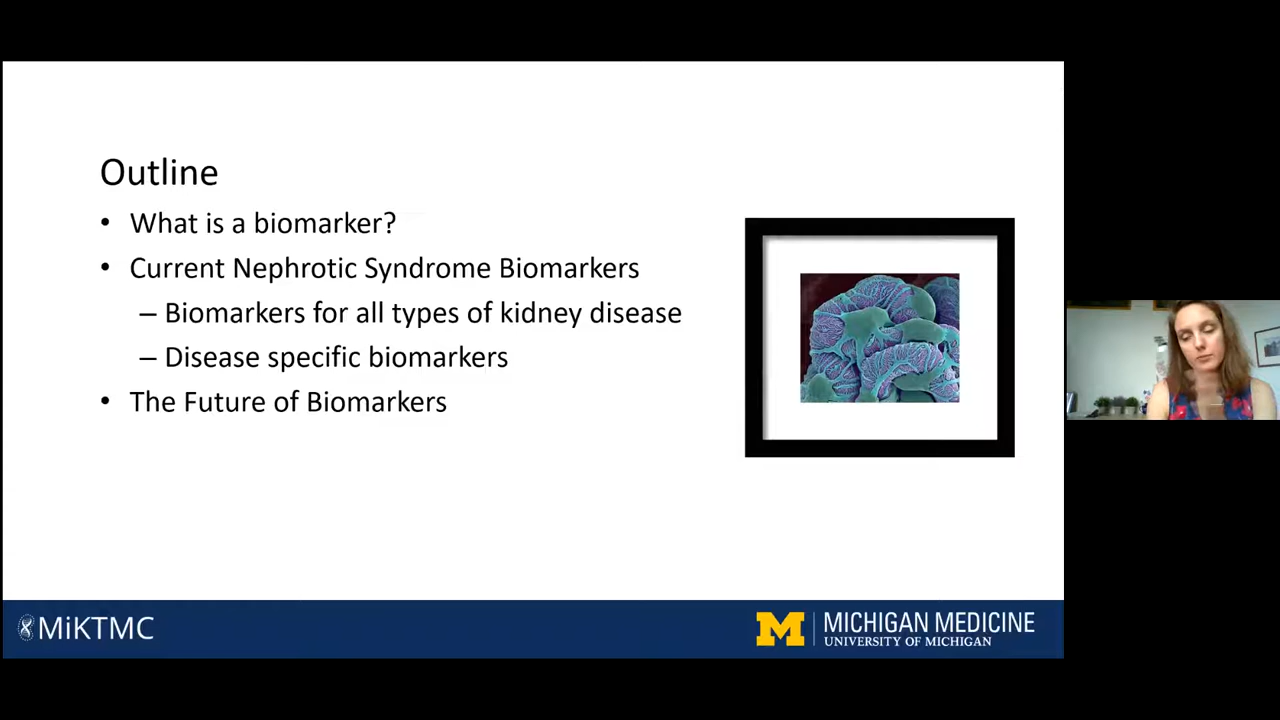 Outline
• What is a biomarker?
• Current Nephrotic Syndrome Biomarkers
– Biomarkers for all types of kidney disease
– Disease specific biomarkers
• The Future of Biomarkers
MiKTMC
M MICHIGAN MEDICINE
UNIVERSITY OF MICHIGAN